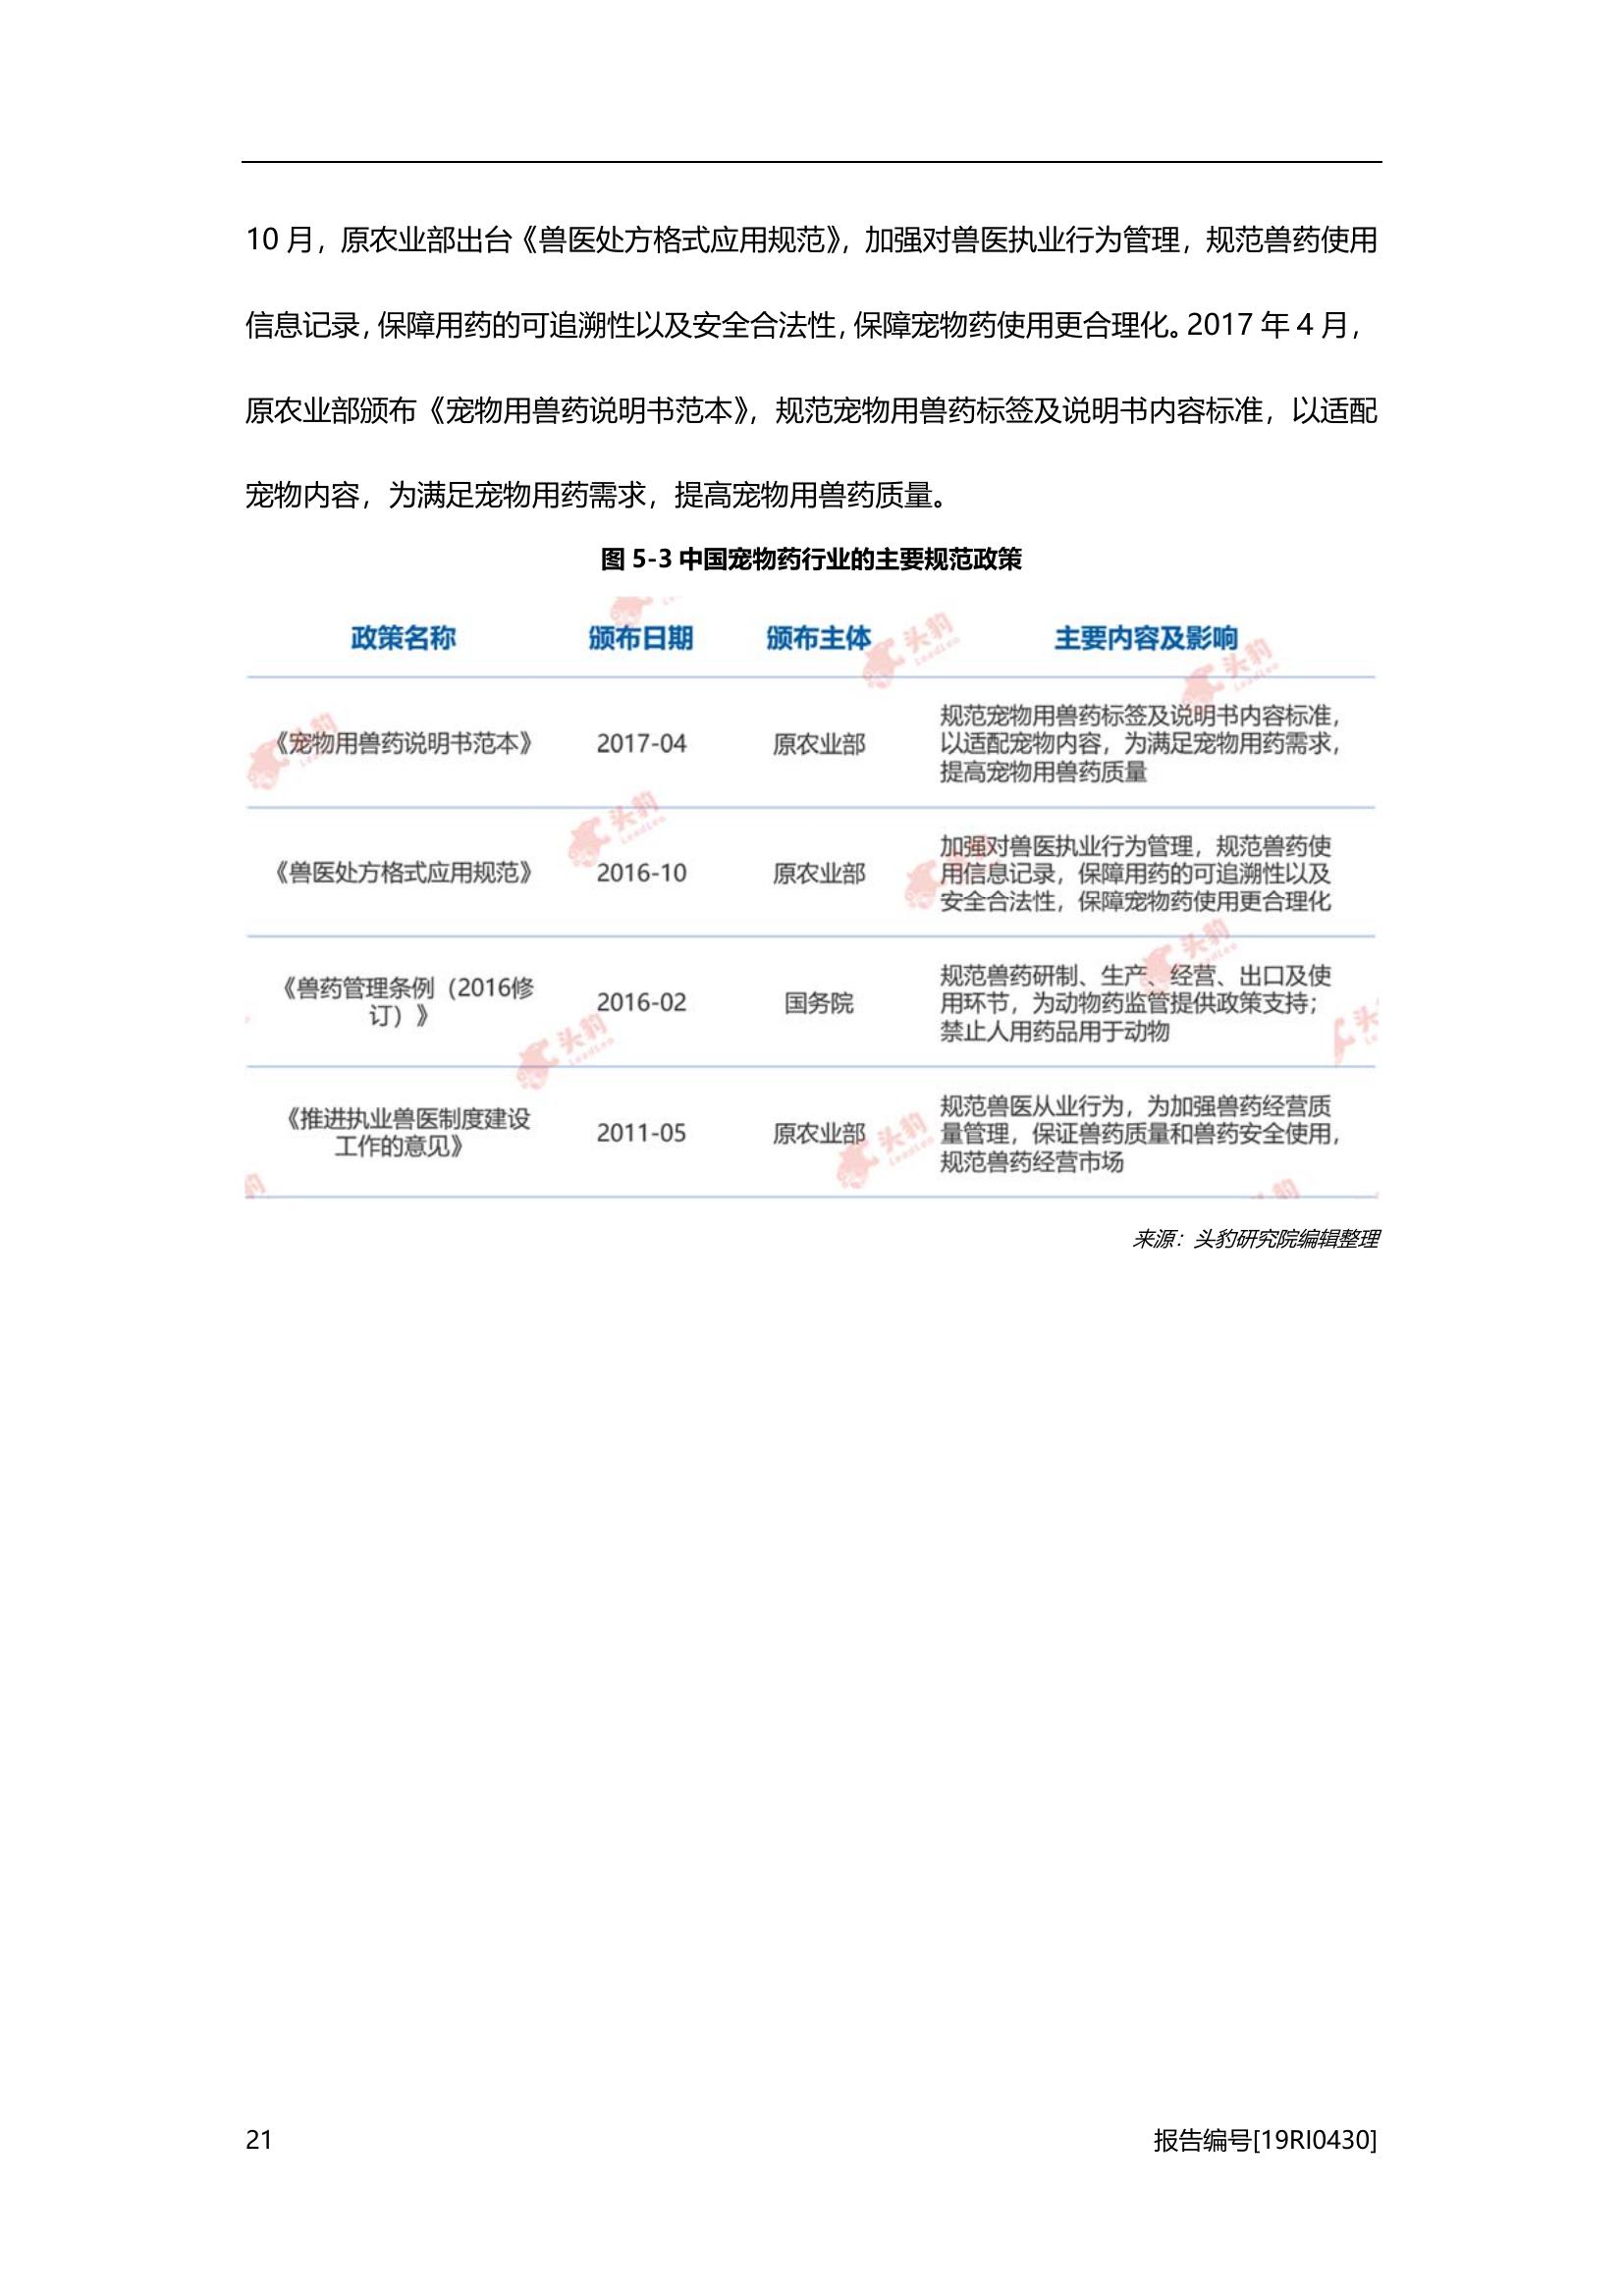 10 月，原农业部出台《兽医处方格式应用规范》，加强对兽医执业行为管理，规范兽药使用
信息记录，保障用药的可追溯性以及安全合法性，保障宠物药使用更合理化。2017 年 4 月，
原农业部颁布《宠物用兽药说明书范本》，规范宠物用兽药标签及说明书内容标准，以适配
宠物内容，为满足宠物用药需求，提高宠物用兽药质量。
图 5-3 中国宠物药行业的主要规范政策
政策名称 颁布日期 颁布主体 主要内容及影响
《宠物用兽药说明书范本》 2017-04 原农业部
规范宠物用兽药标签及说明书内容标准，
以适配宠物内容，为满足宠物用药需求，
提高宠物用兽药质量
《兽医处方格式应用规范》 2016-10 原农业部
加强对兽医执业行为管理，规范兽药使
用信息记录，保障用药的可追溯性以及
安全合法性，保障宠物药使用更合理化
《兽药管理条例（2016修
订）》
2016-02 国务院
规范兽药研制、生产、经营、出口及使
用环节，为动物药监管提供政策支持；
禁止人用药品用于动物
《推进执业兽医制度建设
工作的意见》
2011-05 原农业部
规范兽医从业行为，为加强兽药经营质
量管理，保证兽药质量和兽药安全使用，
规范兽药经营市场
头豹
LeadLeo
来源：头豹研究院编辑整理
21 报告编号[19RI0430]